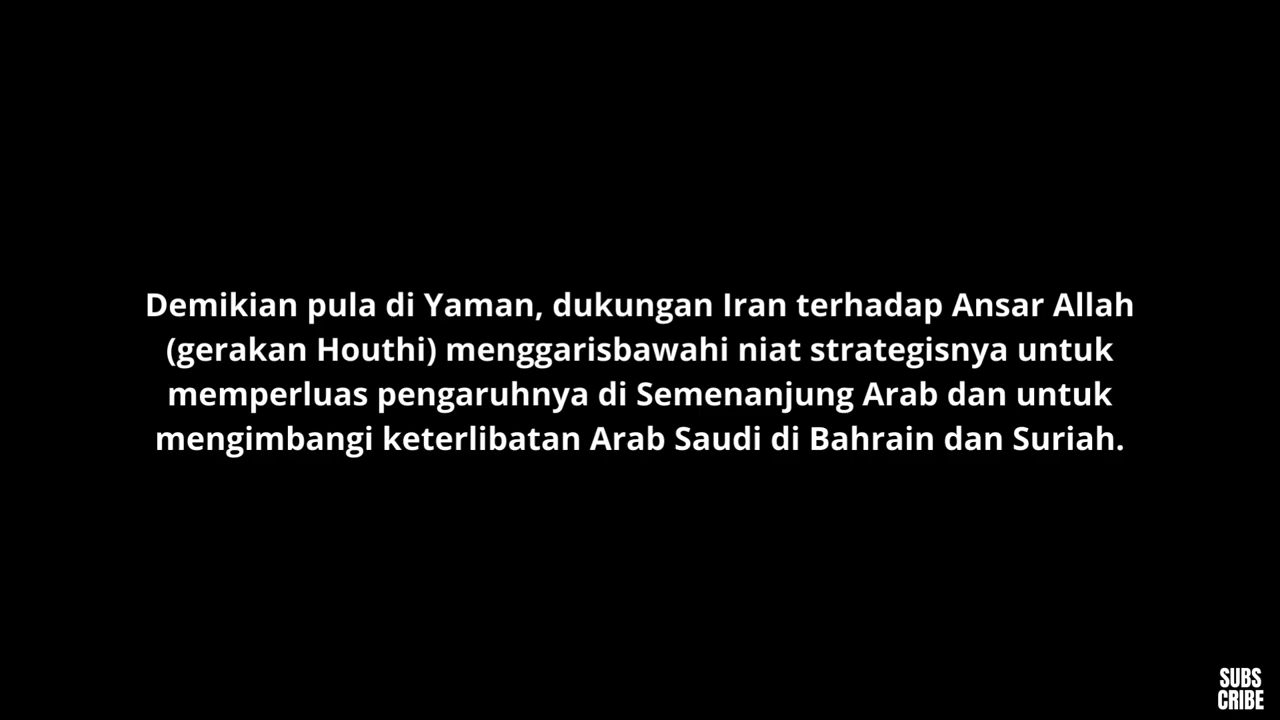 Demikian pula di Yaman, dukungan Iran terhadap Ansar Allah
(gerakan Houthi) menggarisbawahi niat strategisnya untuk
memperluas pengaruhnya di Semenanjung Arab dan untuk
mengimbangi keterlibatan Arab Saudi di Bahrain dan Suriah.
SUBS
CRIBE